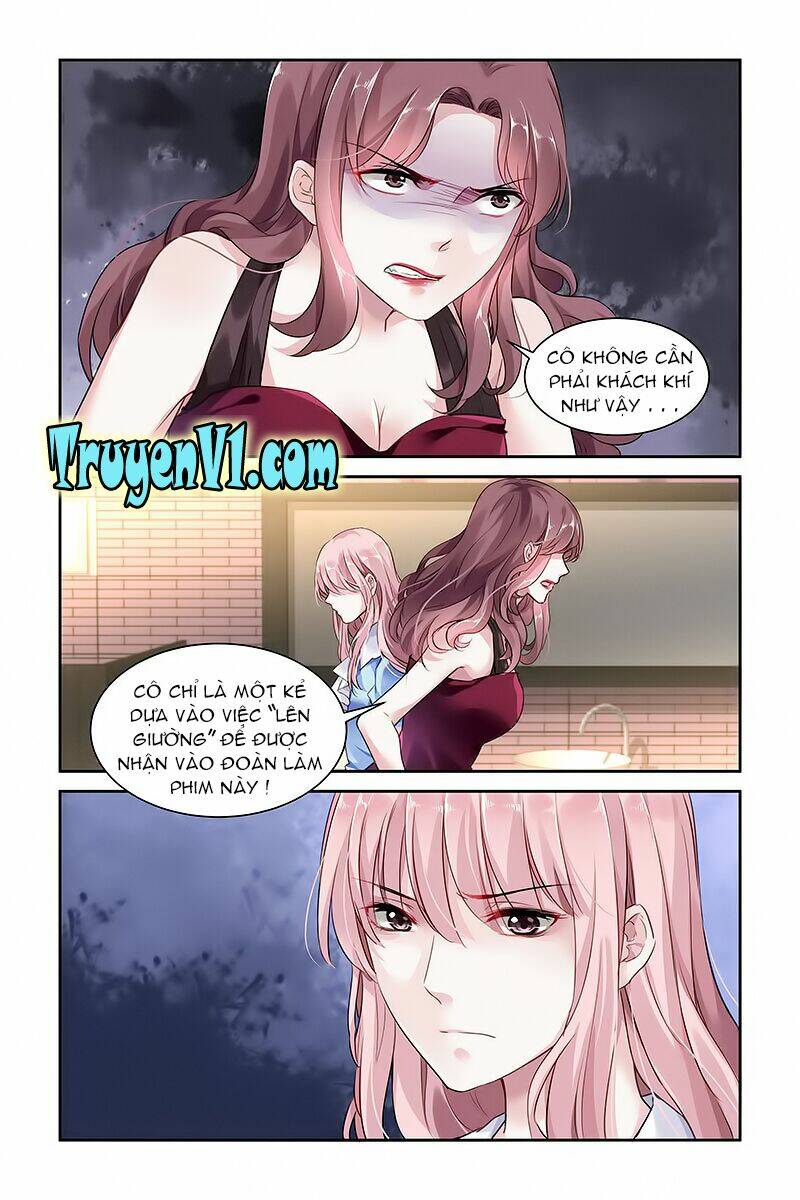 CÔ KHÔNG CẦN
PHẢI KHÁCH KHÍ
NHƯ VẬY . . .
TruyenV1.com
CÔ CHỈ LÀ MỘT KẺ
DỰA VÀO VIỆC "LÊN
GIƯỜNG" ĐỂ ĐƯỢC
NHẬN VÀO ĐOÀN LÀM
PHIM NÀY !